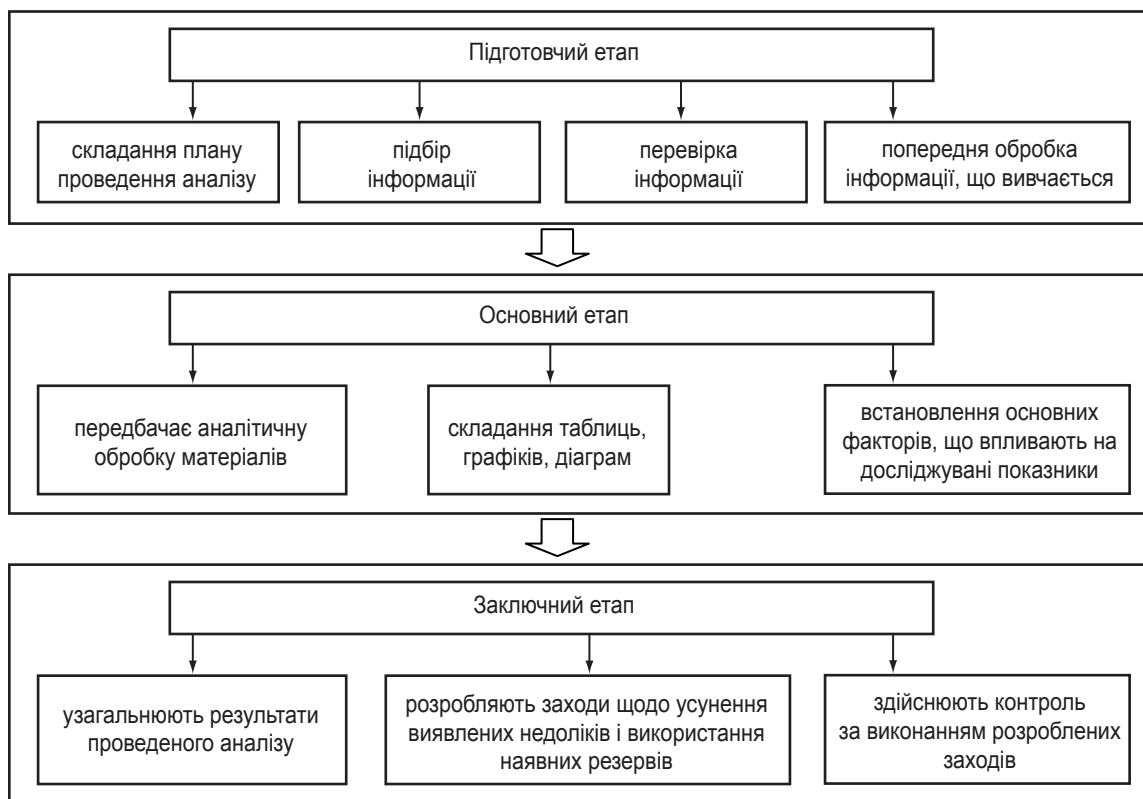 Підготовчий етап
складання плану
проведення аналізу
підбір
інформації
перевірка
інформації
попередня обробка
інформації, що вивчається
Основний етап
передбачає аналітичну
обробку матеріалів
складання таблиць,
графіків, діаграм
встановлення основних
факторів, що впливають на
досліджувані показники
Заключний етап
узагальнюють результати
проведеного аналізу
розробляють заходи щодо усунення
виявлених недоліків і використання
наявних резервів
здійснюють контроль
за виконанням розроблених
заходів